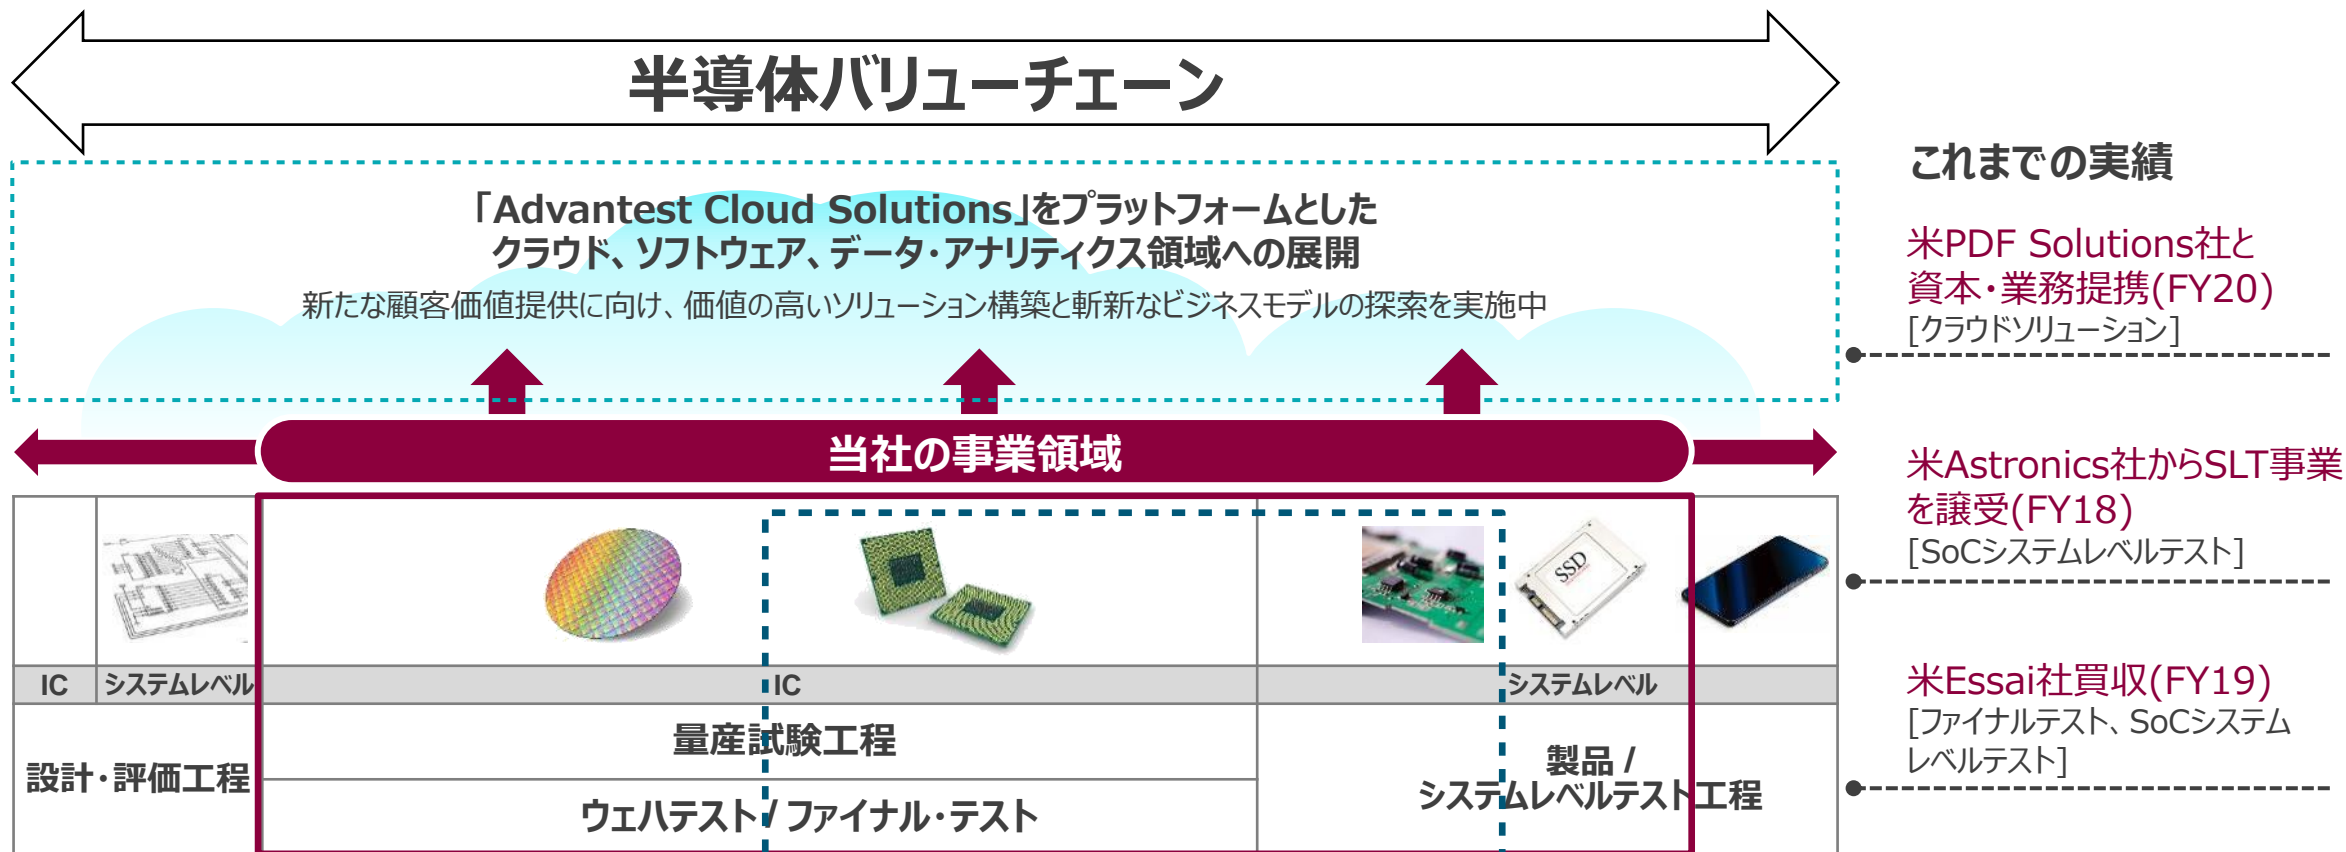 半導体バリューチェーン
「Advantest Cloud Solutions」をプラットフォームとした
クラウド、ソフトウェア、データ・アナリティクス領域への展開
新たな顧客価値提供に向け、価値の高いソリューション構築と斬新なビジネスモデルの探索を実施中
当社の事業領域
SSD
IC
システムレベル
IC
システムレベル
設計・評価工程
量産試験工程
ウェハテスト / ファイナル・テスト
製品 /
システムレベルテスト工程
これまでの実績
米PDF Solutions社と
資本・業務提携(FY20)
[クラウドソリューション]
米Astronics社からSLT事業
を譲受(FY18)
[SoCシステムレベルテスト]
米Essai社買収(FY19)
[ファイナルテスト、SoCシステム
レベルテスト]